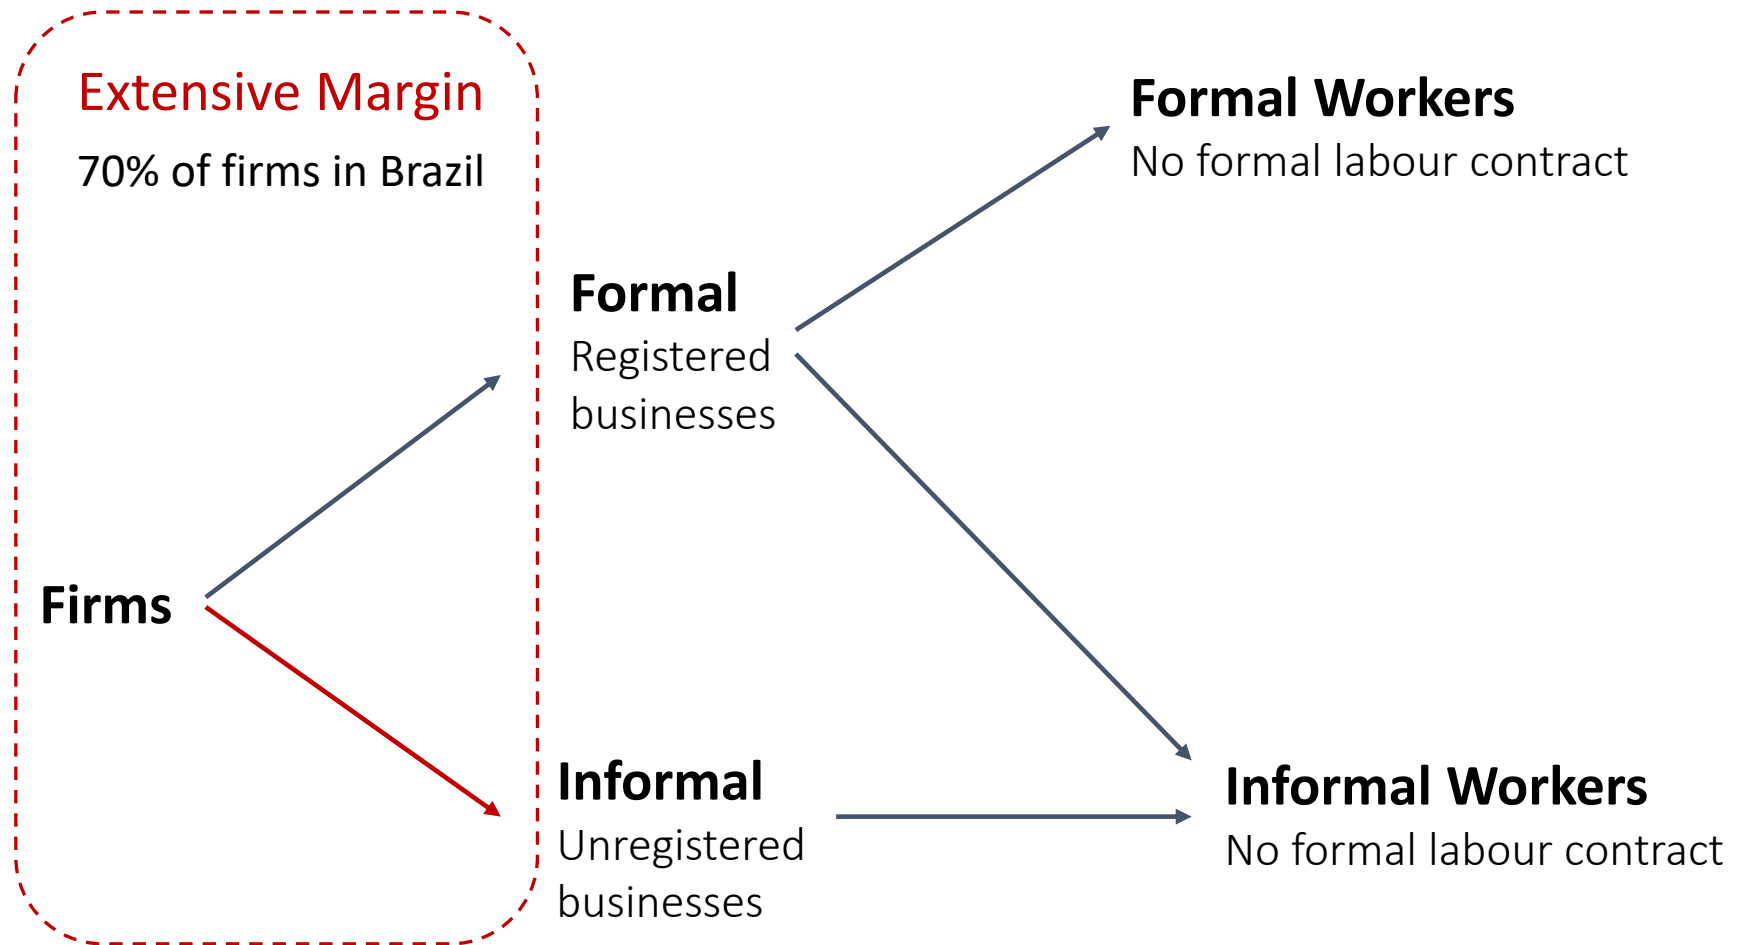 Extensive Margin
70% of firms in Brazil
Formal Workers
No formal labour contract
Formal
Registered
businesses
Firms
Informal
Unregistered
businesses
Informal Workers
No formal labour contract